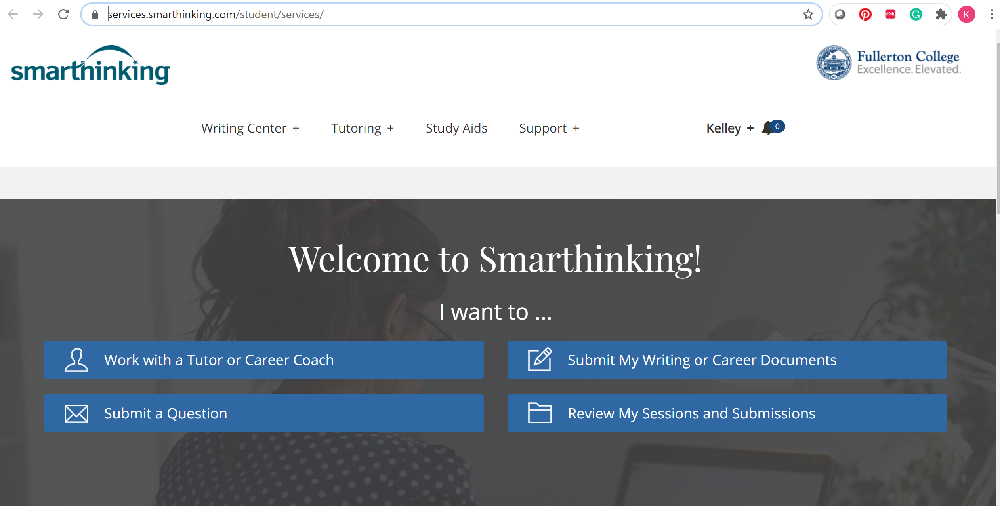 services.smarthinking.com/student/services/
dish
K
smarthinking
Fullerton College
Excellence. Elevated.
Writing Center +
Tutoring +
Study Aids
Support +
Kelley +
0
Welcome to Smarthinking!
I want to ...
Work with a Tutor or Career Coach
Submit My Writing or Career Documents
Submit a Question
Review My Sessions and Submissions